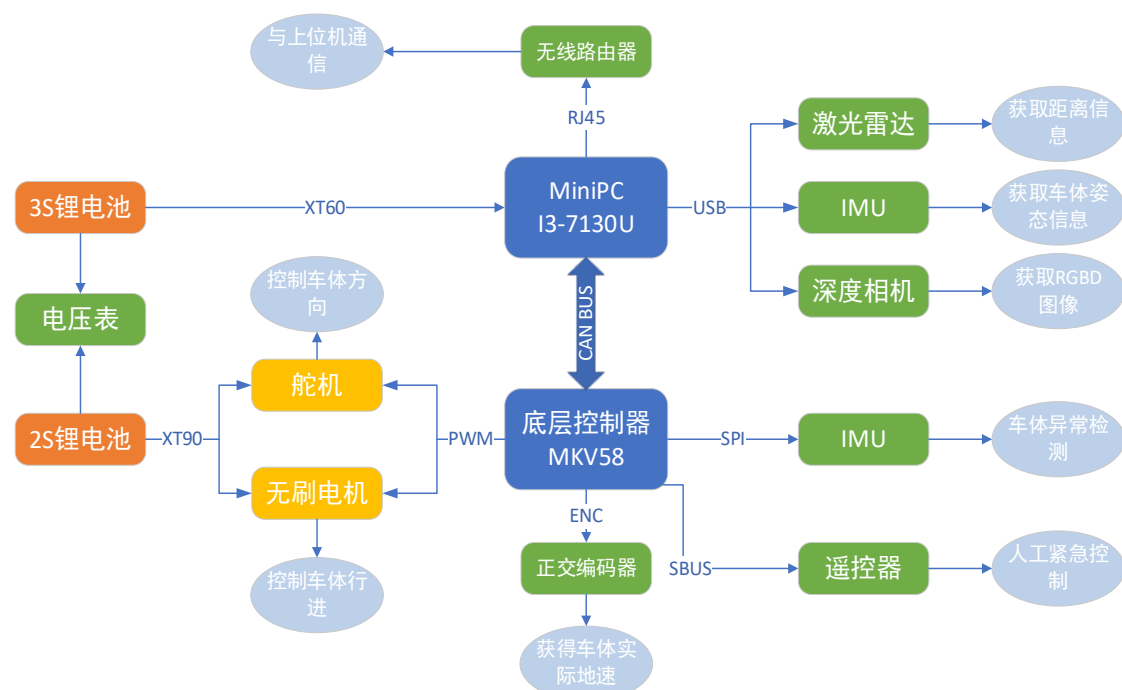 与上位机通
信
无线路由器
RJ45
激光雷达
获取距离信
息
3S锂电池
XT60
MiniPC
I3-7130U
USB
IMU
获取车体姿
态信息
控制车体方
向
CAN BUS
深度相机
获取RGBD
图像
电压表
舵机
2S锂电池
XT90
PWM
底层控制器
MKV58
SPI
IMU
车体异常检
测
无刷电机
ENC
控制车体行
进
正交编码器
SBUS
遥控器
人工紧急控
制
获得车体实
际地速